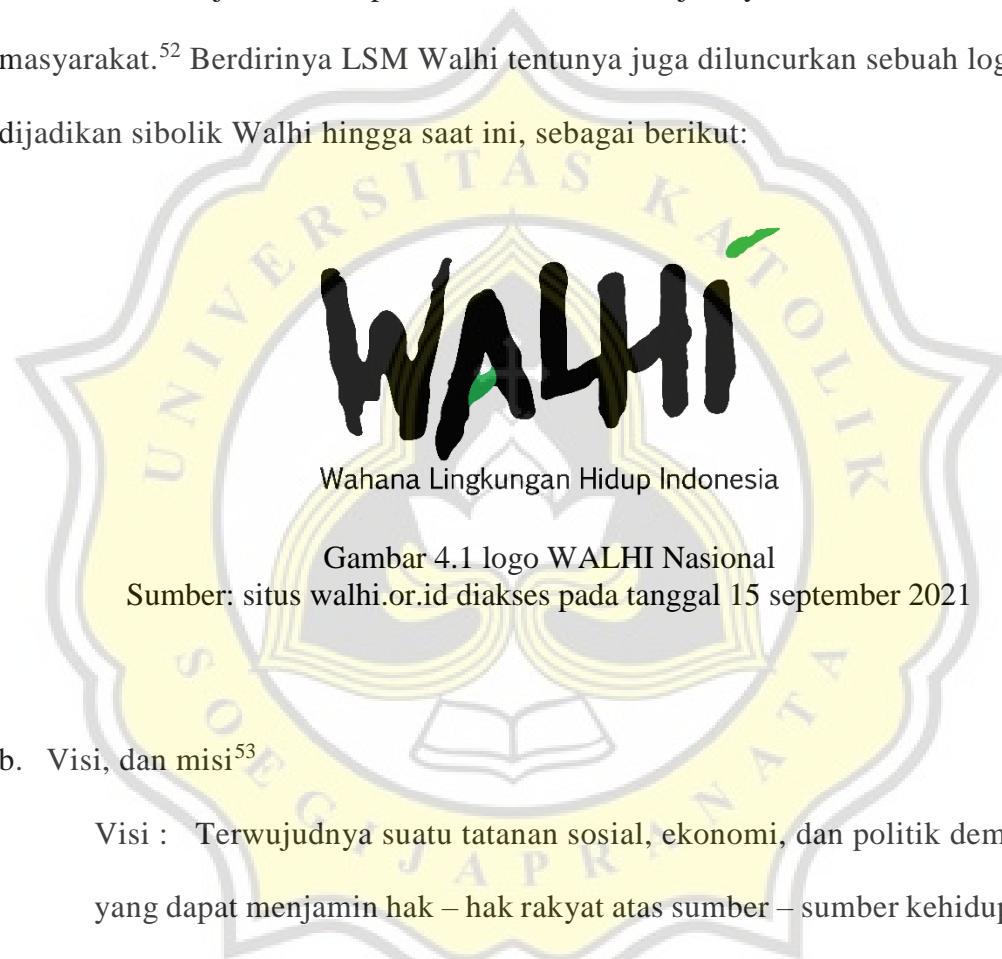 masyarakat.52 Berdirinya LSM Walhi tentunya juga diluncurkan sebuah log
dijadikan sibolik Walhi hingga saat ini, sebagai berikut:
UNIVERSITAS KATOLIK
WALHI
Wahana Lingkungan Hidup Indonesia
Gambar 4.1 logo WALHI Nasional
Sumber: situs walhi.or.id diakses pada tanggal 15 september 2021
SOEGIJAPRANATA
b. Visi, dan misi53
Visi : Terwujudnya suatu tatanan sosial, ekonomi, dan politik dem
yang dapat menjamin hak – hak rakyat atas sumber – sumber kehidup